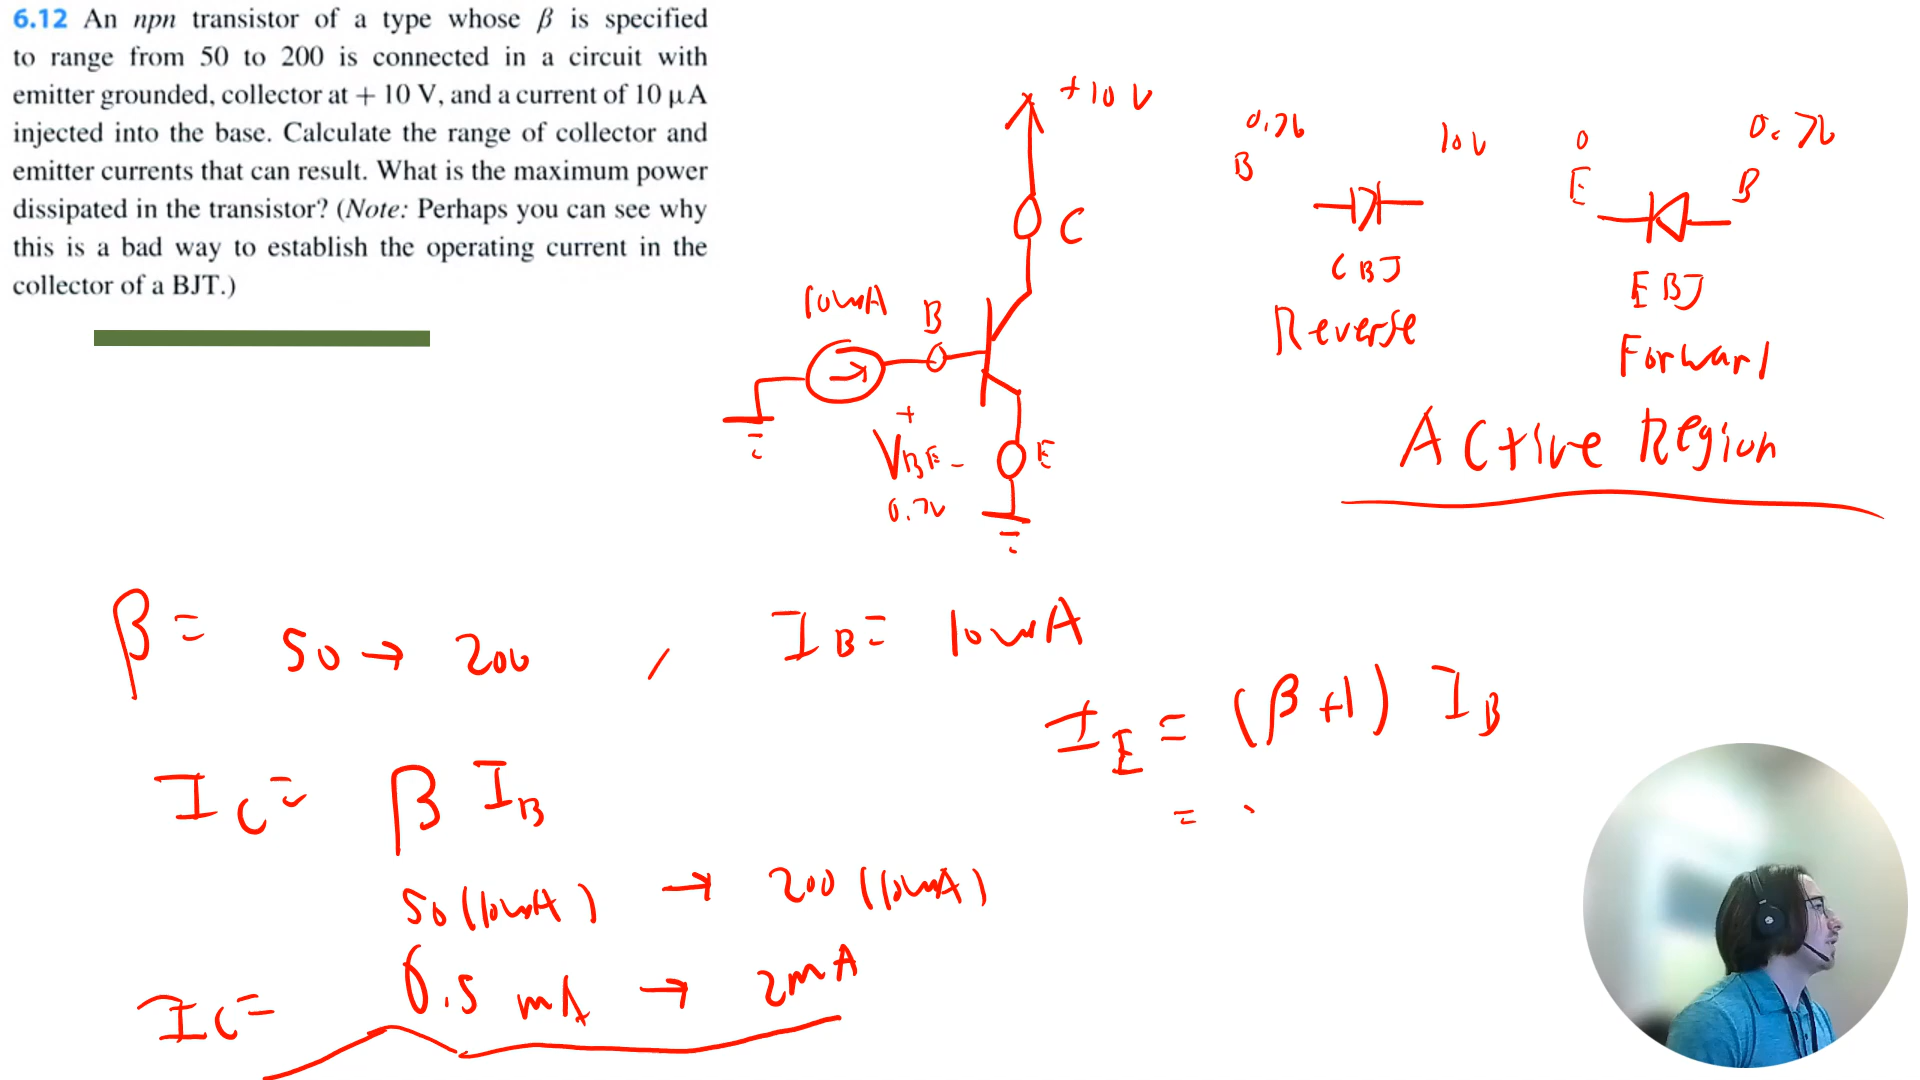 6.12 An npn transistor of a type whose β is specified
to range from 50 to 200 is connected in a circuit with
emitter grounded, collector at + 10 V, and a current of 10 μA
injected into the base. Calculate the range of collector and
emitter currents that can result. What is the maximum power
dissipated in the transistor? (Note: Perhaps you can see why
this is a bad way to establish the operating current in the
collector of a BJT.)
+10 V
C
10uA
B
+
VBE -
0.7V
E
0.7V 10V
B
CBJ
Reverse
0 0.7V
E B
EBJ
Forward
Active Region
β = 50 → 200 , IB = 10uA
IE = (β+1) IB
=
IC = β IB
50(10uA) → 200(10uA)
IC = 0.5 mA → 2mA